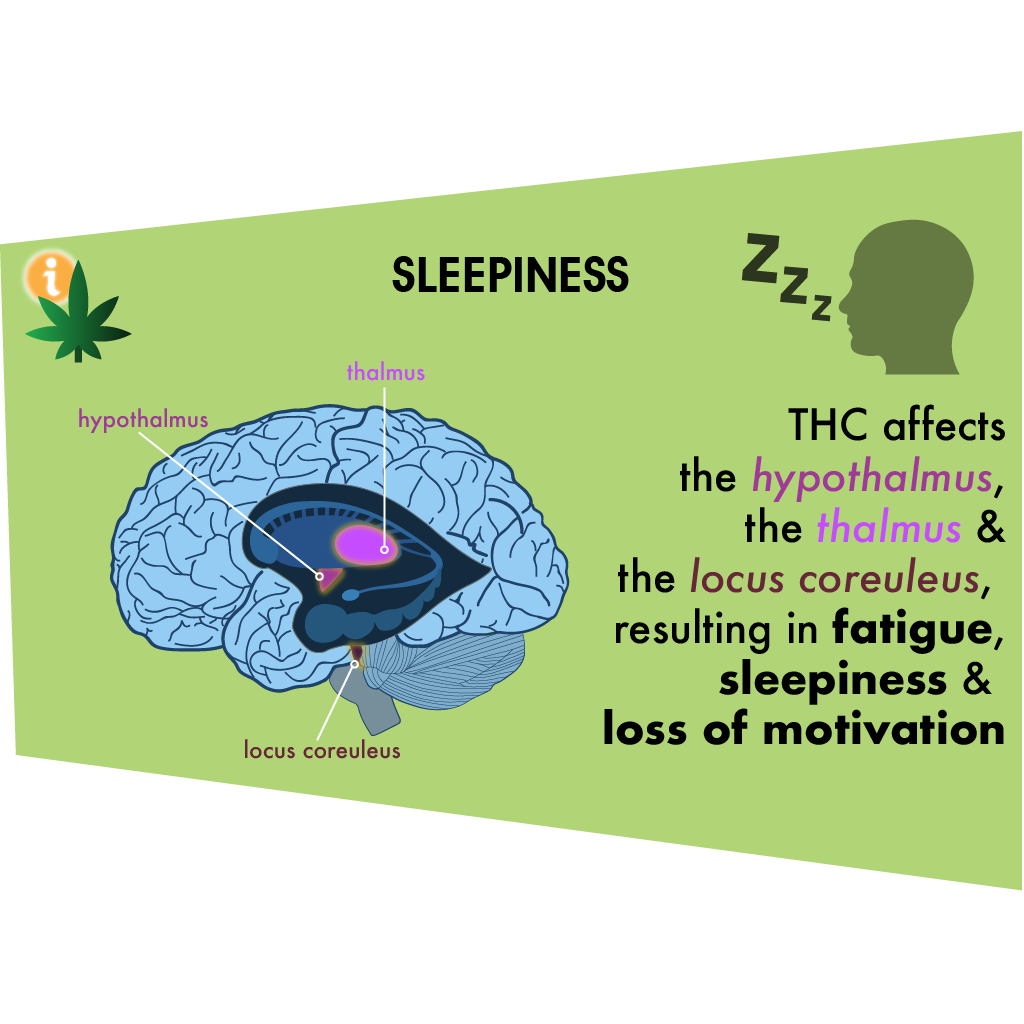 i
SLEEPINESS
Z
Z
Z
thalmus
hypothalmus
locus coreuleus
THC affects
the hypothalmus,
the thalmus &
the locus coreuleus,
resulting in fatigue,
sleepiness &
loss of motivation